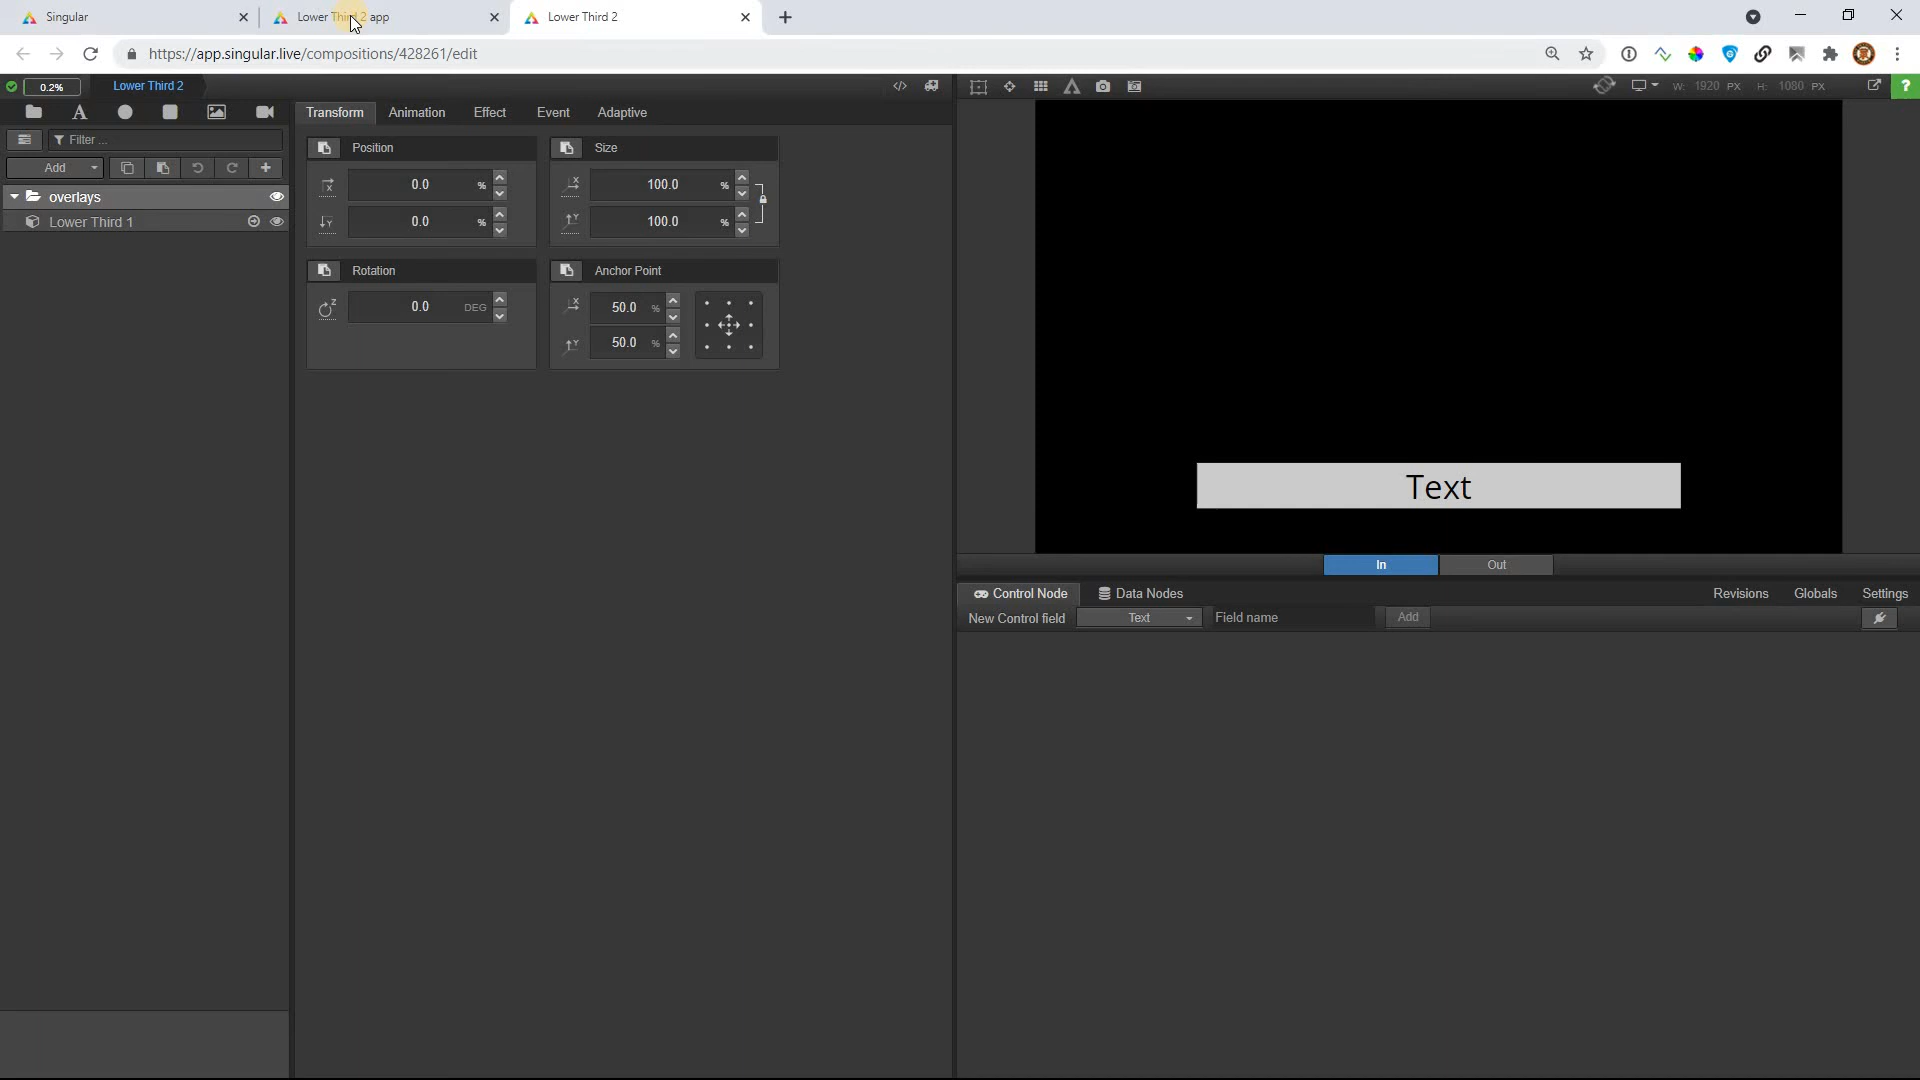 Singular
Lower Third 2 app
Lower Third 2
https://app.singular.live/compositions/428261/edit
0.2%
Lower Third 2
W: 1920 PX H: 1080 PX
?
A
Transform
Animation
Effect
Event
Adaptive
Filter ...
Add
overlays
Lower Third 1
Position
X 0.0 %
Y 0.0 %
Size
X 100.0 %
Y 100.0 %
Rotation
Z 0.0 DEG
Anchor Point
X 50.0 %
Y 50.0 %
Text
In
Out
Control Node
Data Nodes
Revisions
Globals
Settings
New Control field
Text
Field name
Add